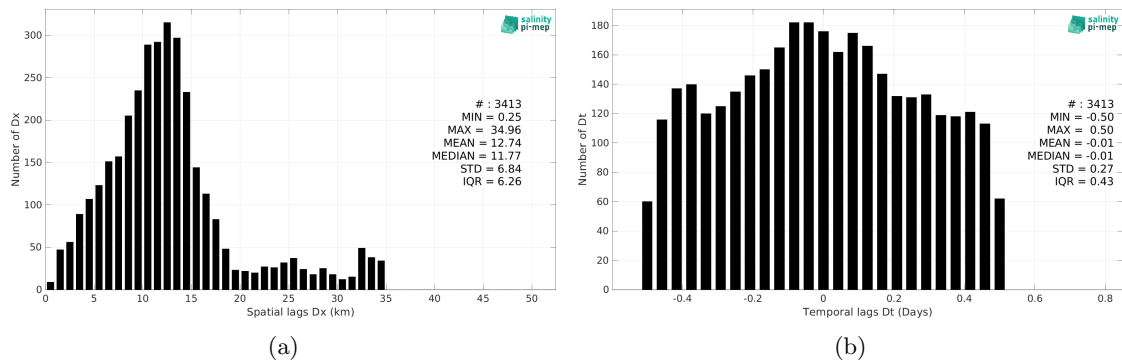 300
250
200
150
100
50
0
Number of Dx
salinity
pi-mep
# : 3413
MIN = 0.25
MAX = 34.96
MEAN = 12.74
MEDIAN = 11.77
STD = 6.84
IQR = 6.26
0 5 10 15 20 25 30 35 40 45 50
Spatial lags Dx (km)
(a)
180
160
140
120
100
80
60
40
20
0
Number of Dt
salinity
pi-mep
# : 3413
MIN = -0.50
MAX = 0.50
MEAN = -0.01
MEDIAN = -0.01
STD = 0.27
IQR = 0.43
-0.4 -0.2 0 0.2 0.4 0.6 0.8
Temporal lags Dt (Days)
(b)